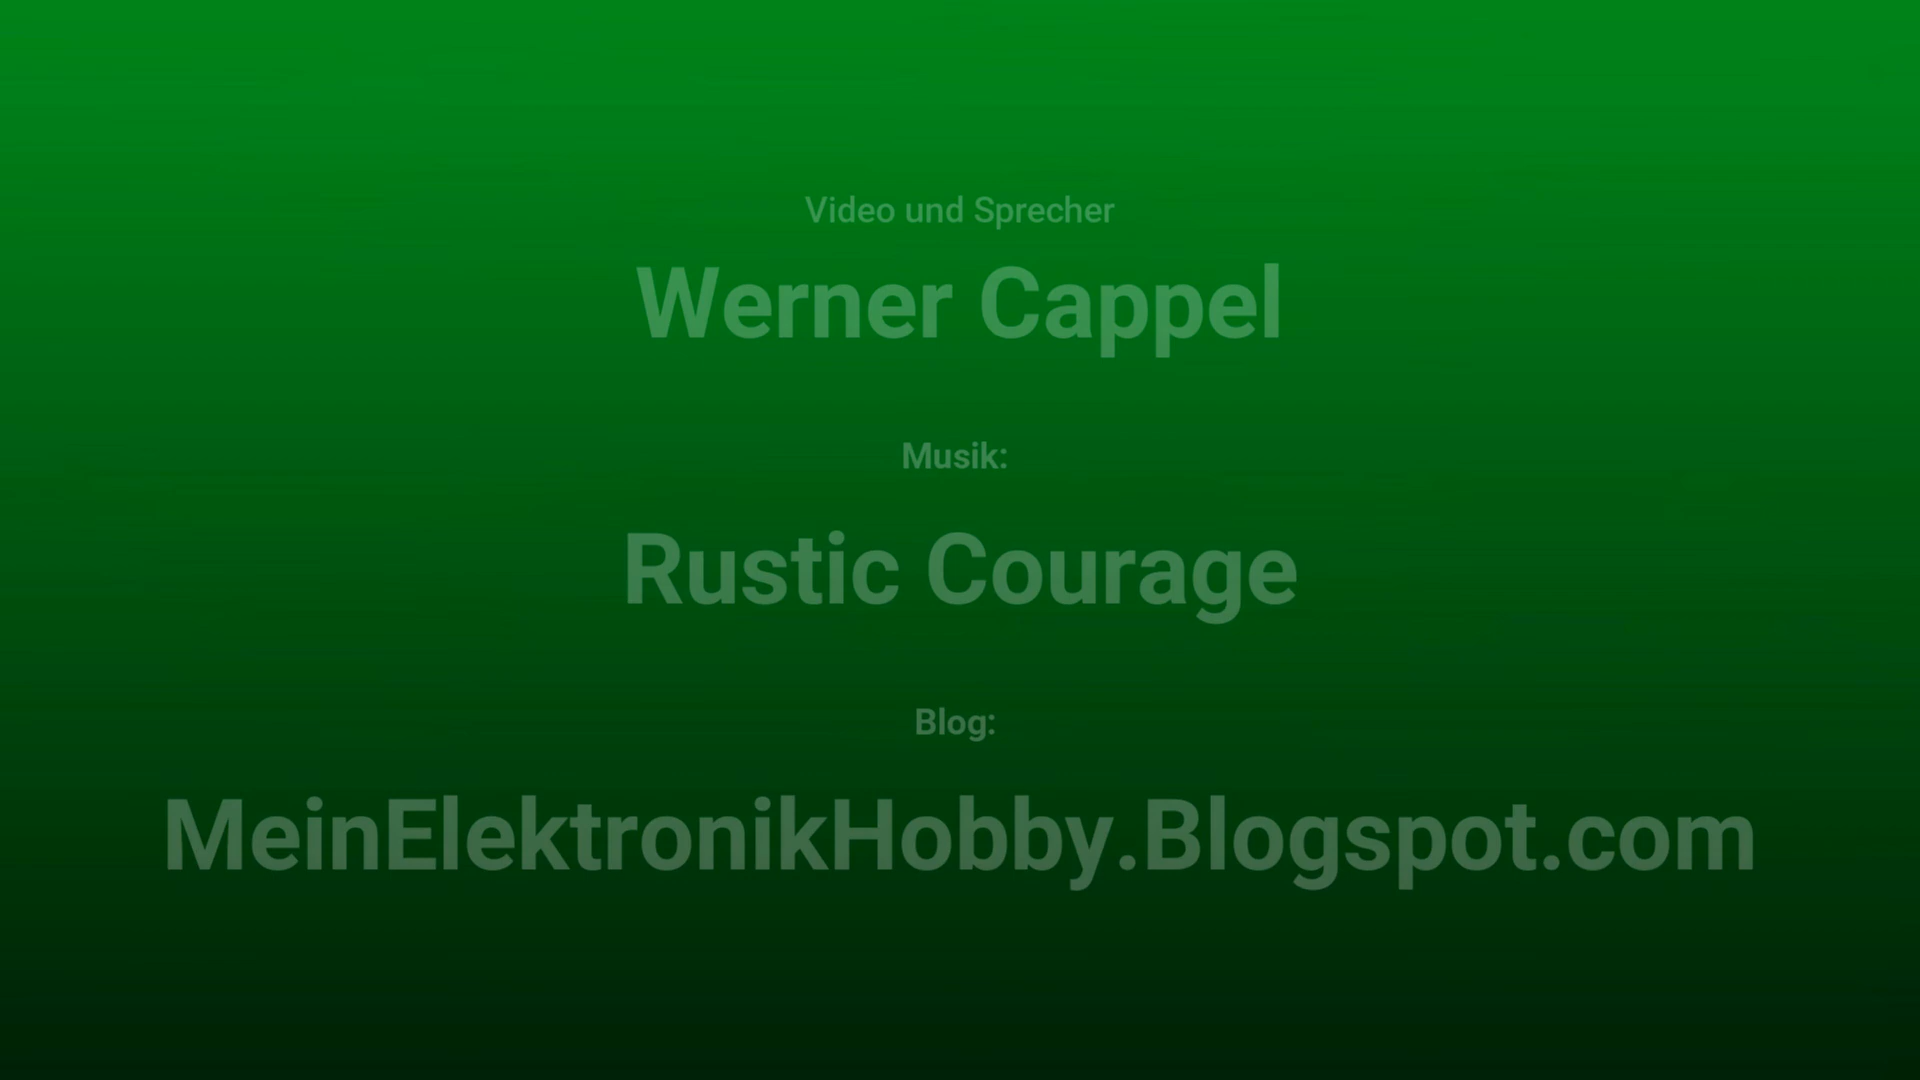 Video und Sprecher
Werner Cappel
Musik:
Rustic Courage
Blog:
MeinElektronikHobby.Blogspot.com